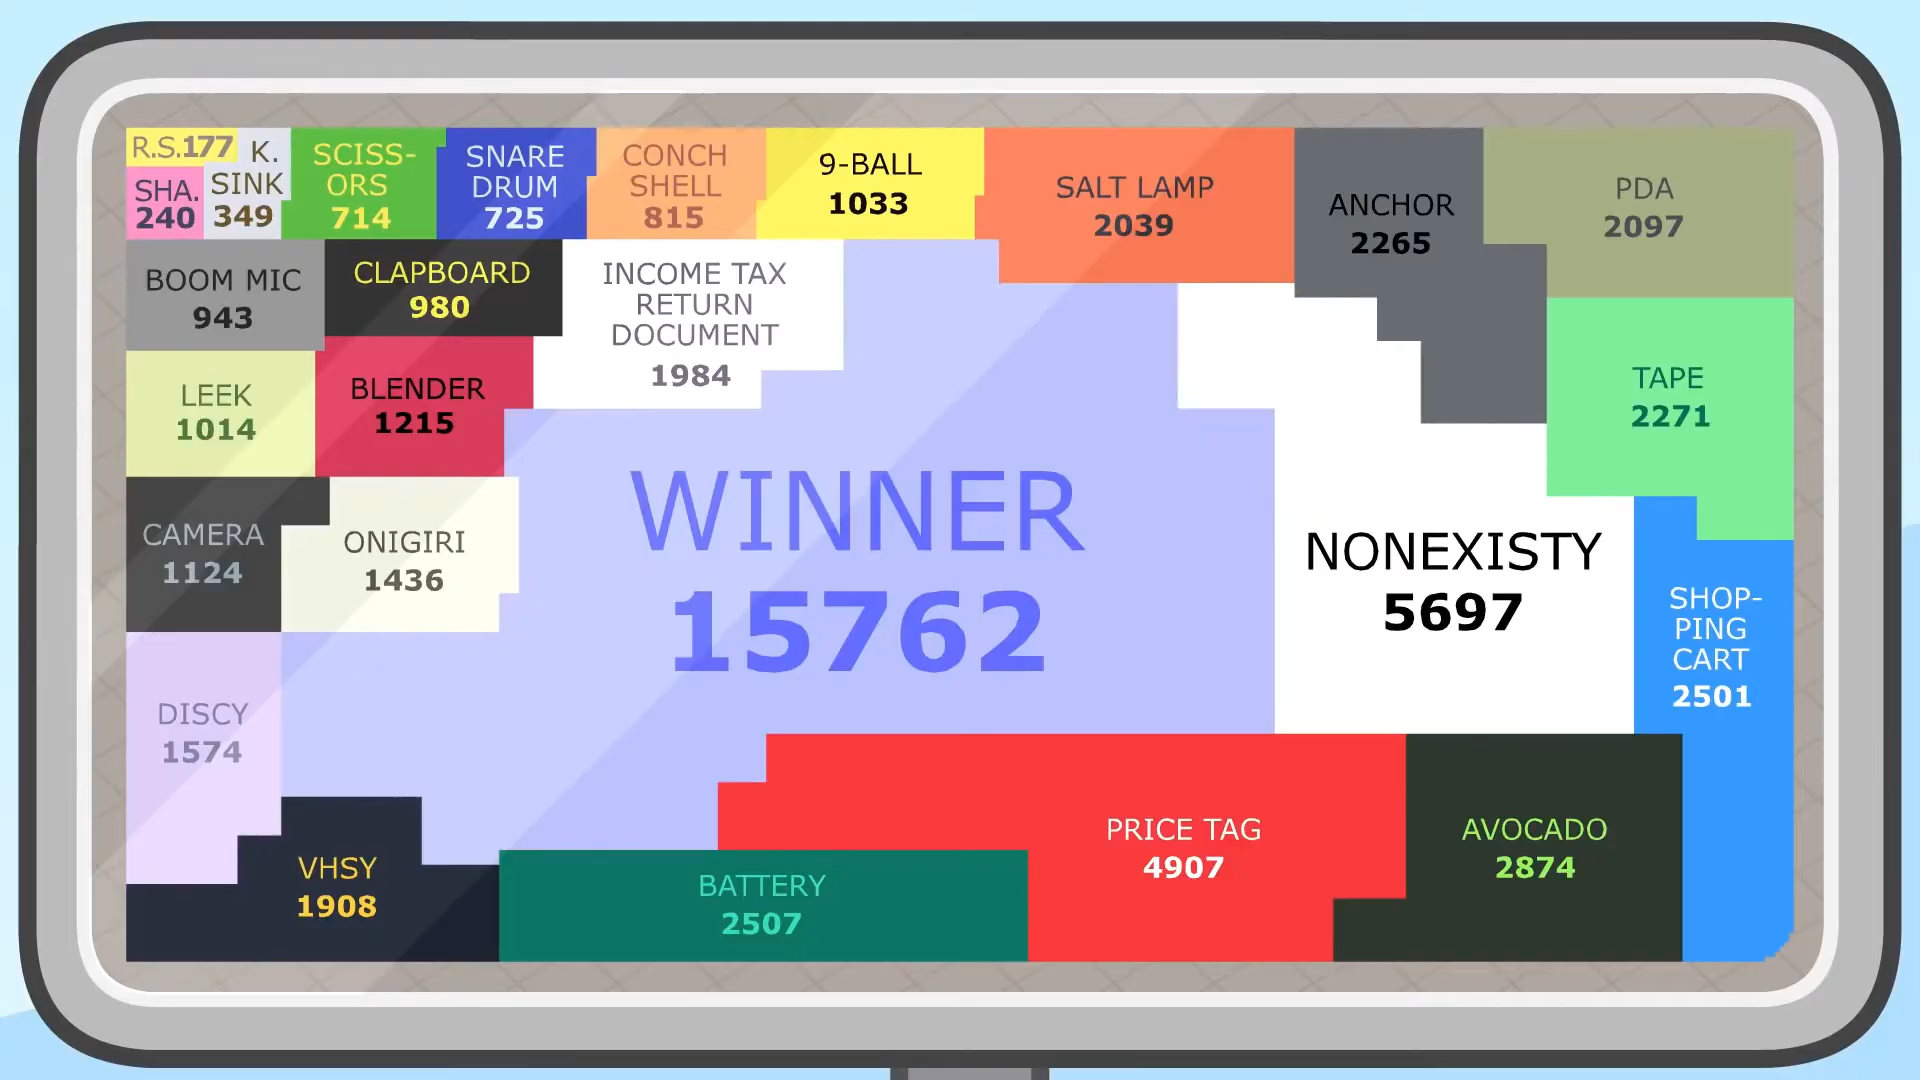 R.S.177
SHA.
240
K.
SINK
349
SCISS-
ORS
714
SNARE
DRUM
725
CONCH
SHELL
815
9-BALL
1033
SALT LAMP
2039
ANCHOR
2265
PDA
2097
BOOM MIC
943
CLAPBOARD
980
INCOME TAX
RETURN
DOCUMENT
1984
LEEK
1014
BLENDER
1215
TAPE
2271
CAMERA
1124
ONIGIRI
1436
WINNER
15762
NONEXISTY
5697
SHOP-
PING
CART
2501
DISCY
1574
VHSY
1908
BATTERY
2507
PRICE TAG
4907
AVOCADO
2874